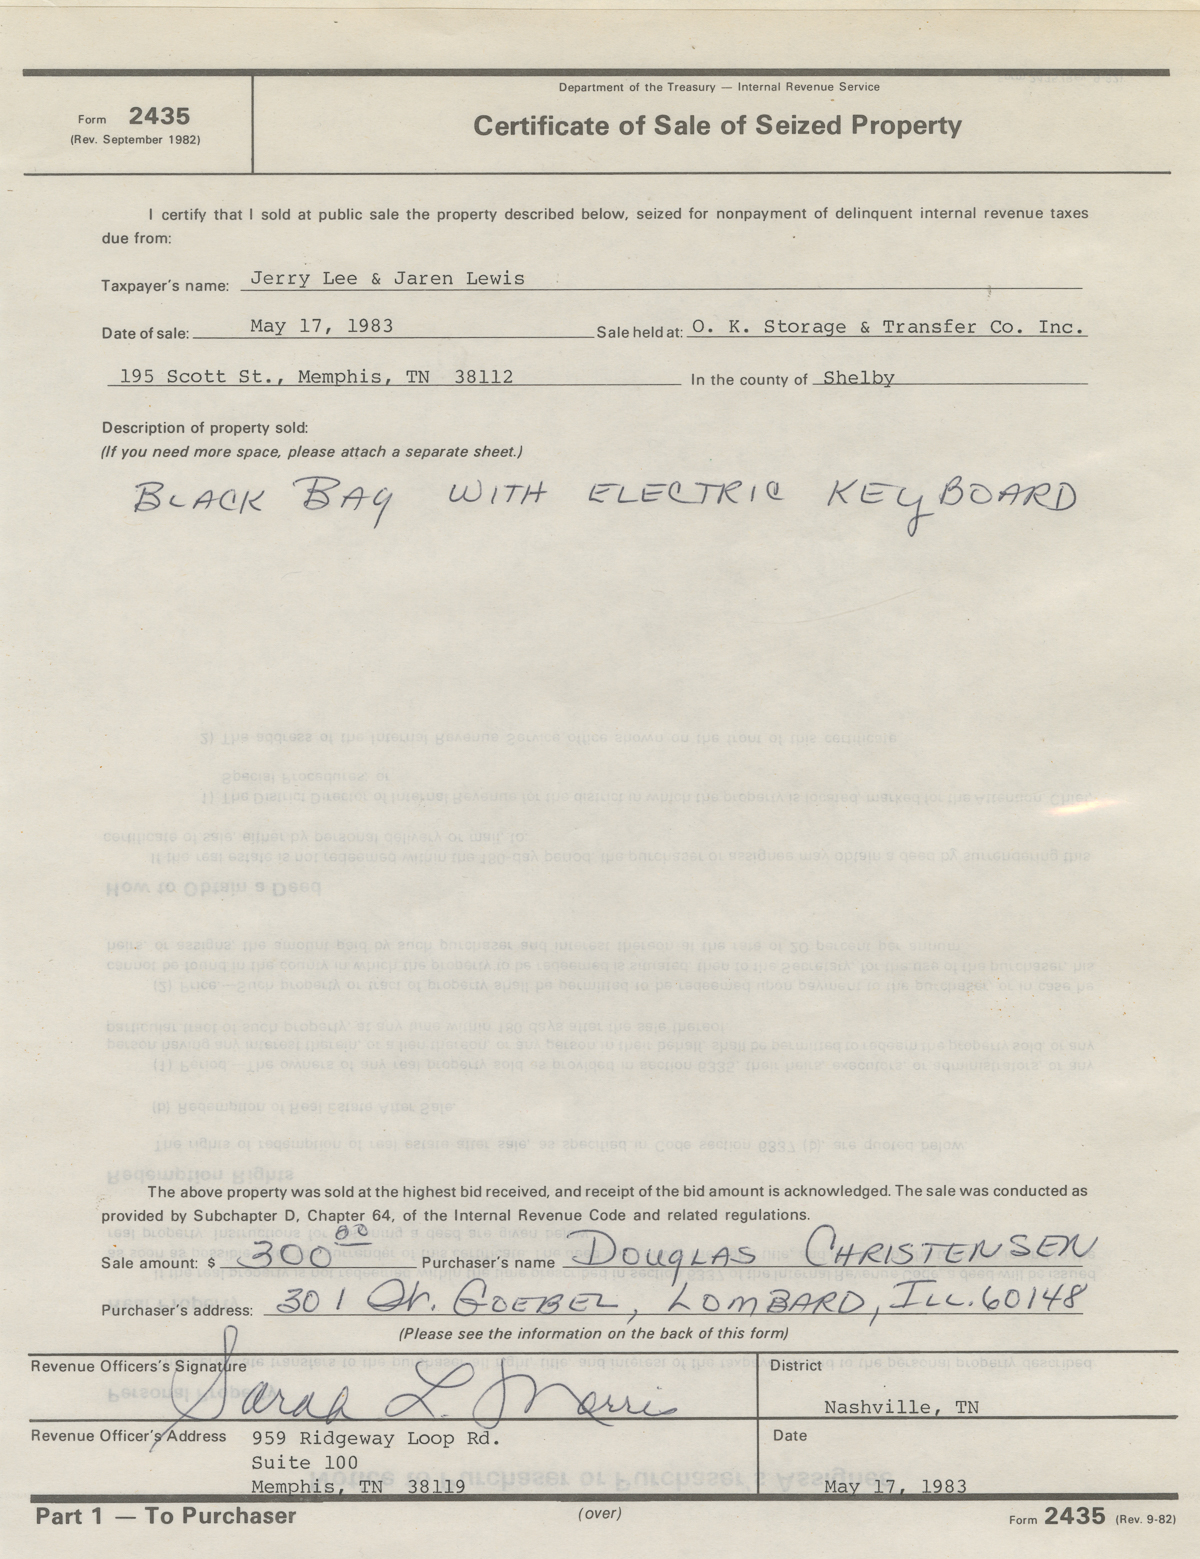 Department of the Treasury — Internal Revenue Service
Form 2435
(Rev. September 1982)
Certificate of Sale of Seized Property
I certify that I sold at public sale the property described below, seized for nonpayment of delinquent internal revenue taxes
due from:
Taxpayer's name: Jerry Lee & Jaren Lewis
Date of sale: May 17, 1983 Sale held at: O. K. Storage & Transfer Co. Inc.
195 Scott St., Memphis, TN 38112 In the county of Shelby
Description of property sold:
(If you need more space, please attach a separate sheet.)
BLACK BAg WITH ELECTRIC KEyBOARD
The above property was sold at the highest bid received, and receipt of the bid amount is acknowledged. The sale was conducted as
provided by Subchapter D, Chapter 64, of the Internal Revenue Code and related regulations.
Sale amount: $ 300 00 Purchaser's name DOUgLAS CHRISTENSEN
Purchaser's address: 301 GOEBEL, LOMBARD, ILL. 60148
(Please see the information on the back of this form)
Revenue Officers's Signature
Sarah L. Morris
District
Nashville, TN
Revenue Officer's Address
959 Ridgeway Loop Rd.
Suite 100
Memphis, TN 38119
Date
May 17, 1983
Part 1 — To Purchaser
(over)
Form 2435 (Rev. 9-82)